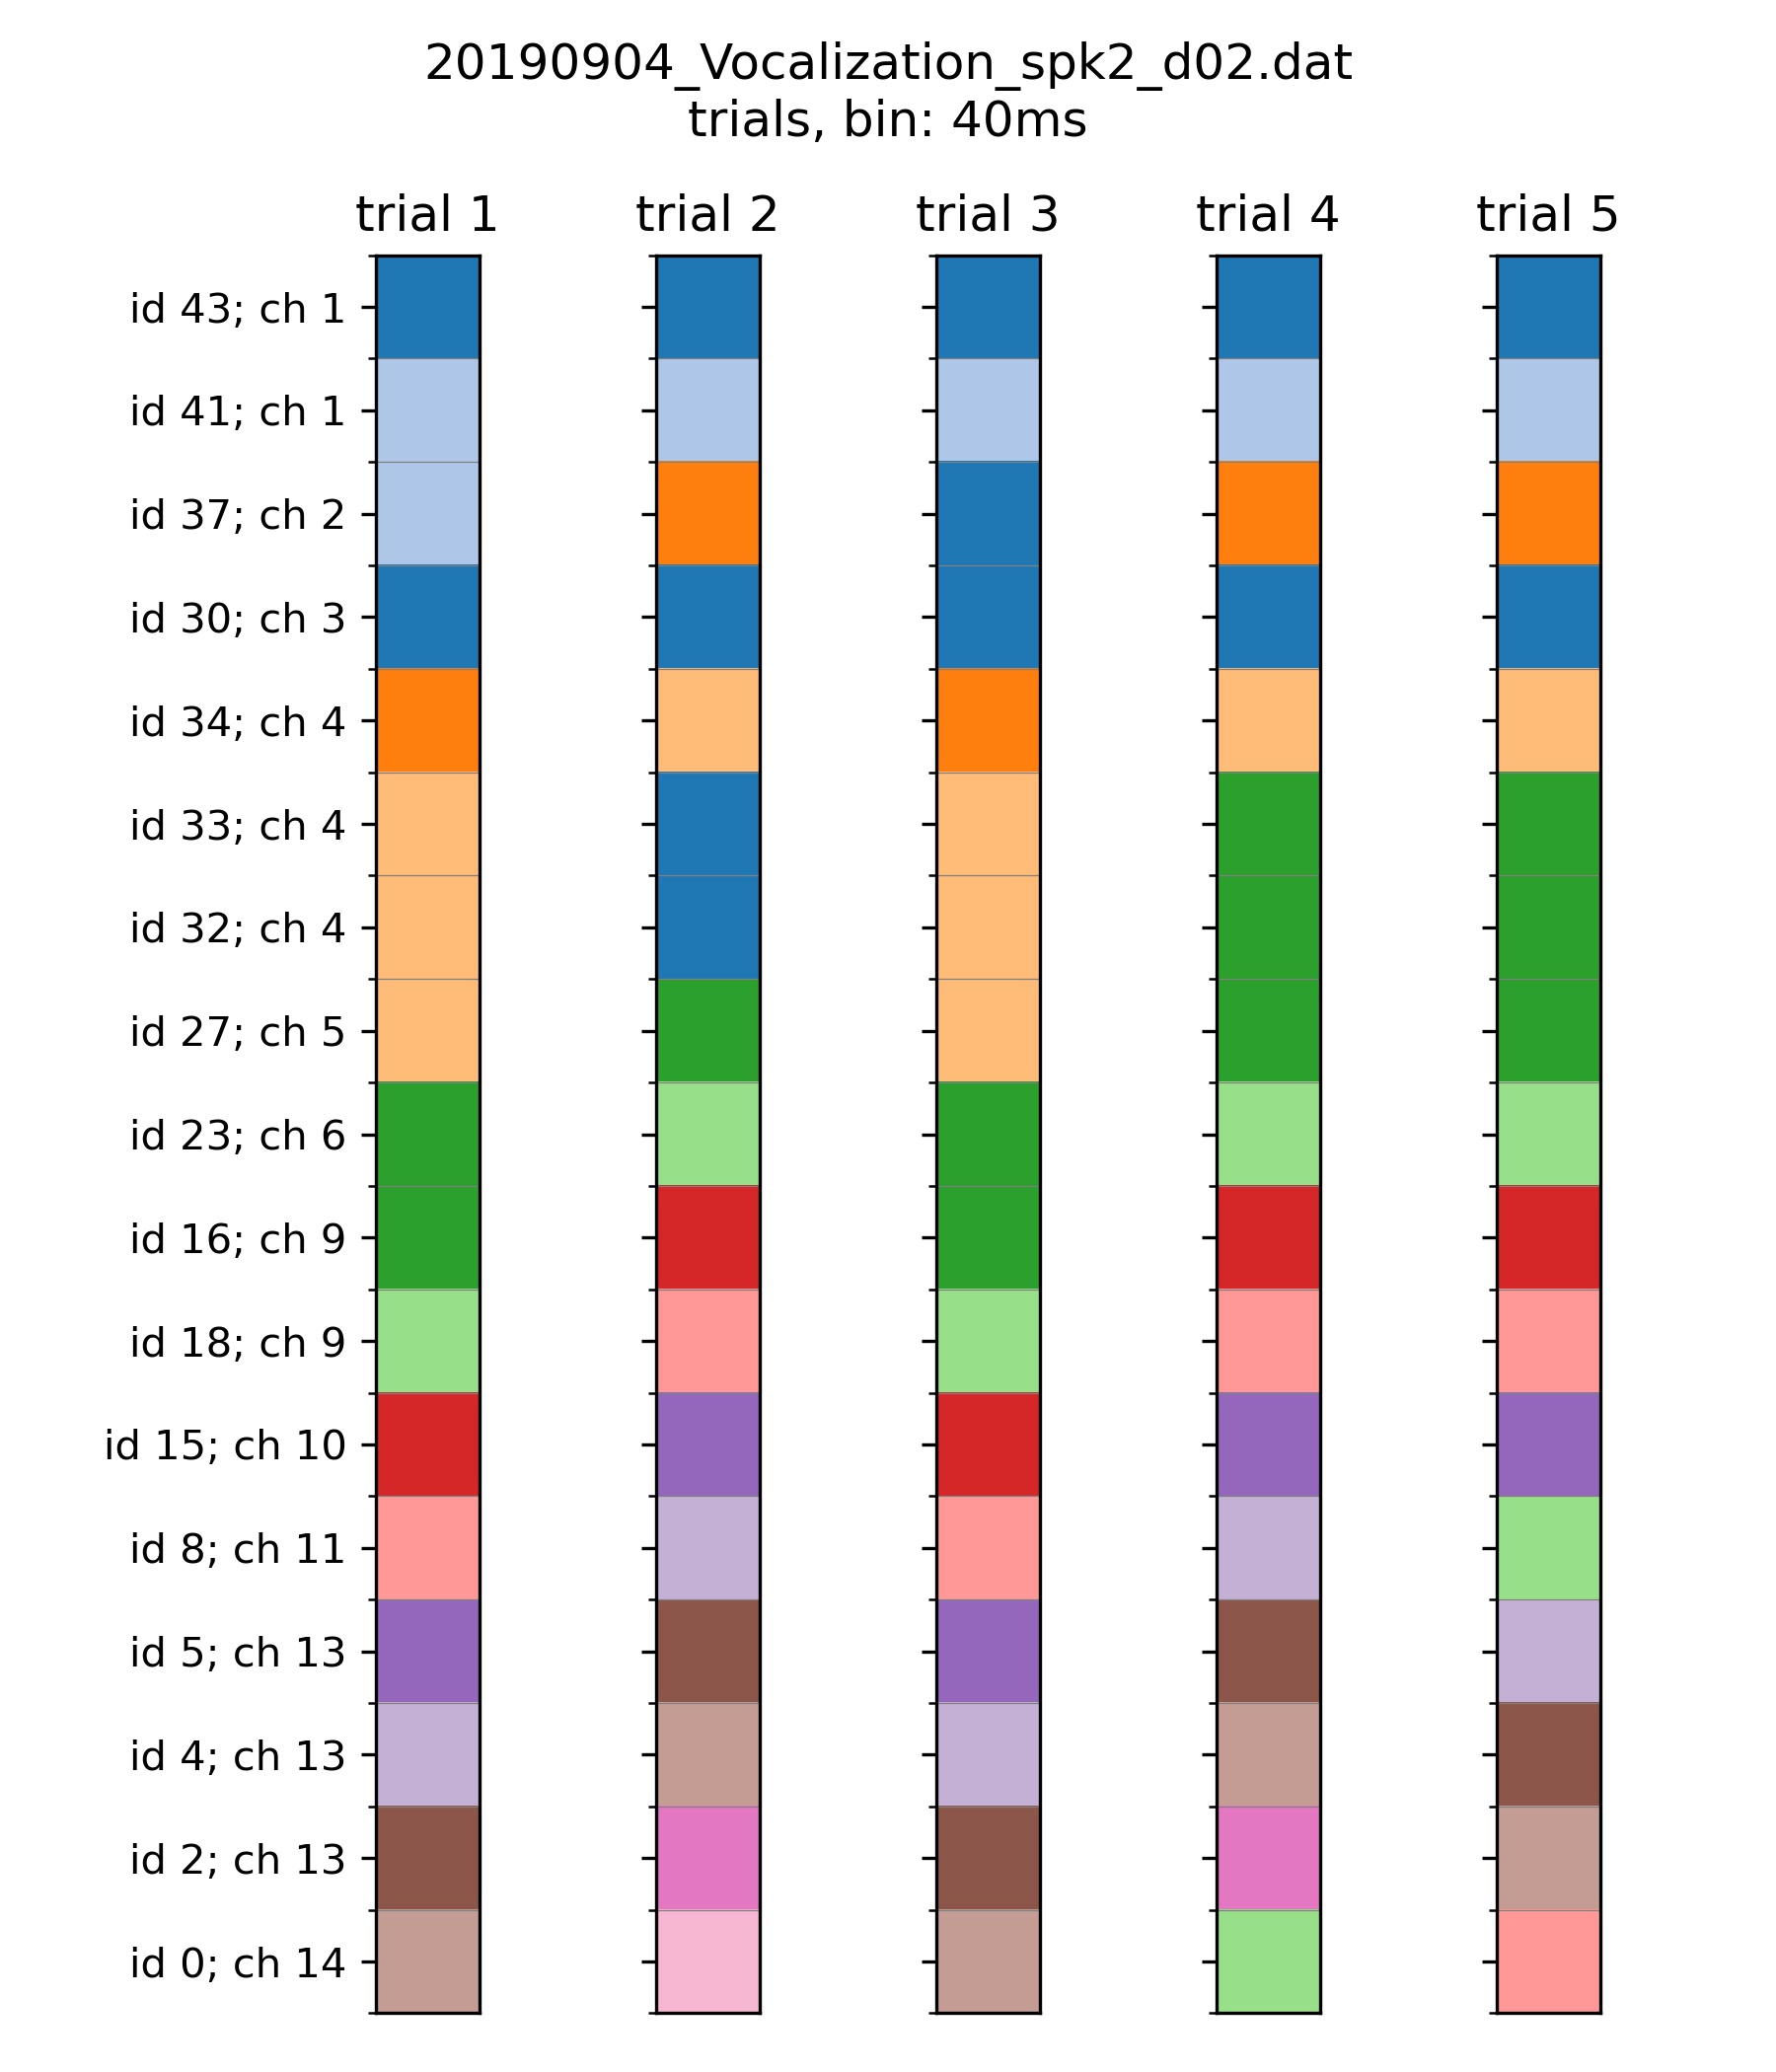 20190904_Vocalization_spk2_d02.dat
trials, bin: 40ms
trial 1 trial 2 trial 3 trial 4 trial 5
id 43; ch 1
id 41; ch 1
id 37; ch 2
id 30; ch 3
id 34; ch 4
id 33; ch 4
id 32; ch 4
id 27; ch 5
id 23; ch 6
id 16; ch 9
id 18; ch 9
id 15; ch 10
id 8; ch 11
id 5; ch 13
id 4; ch 13
id 2; ch 13
id 0; ch 14